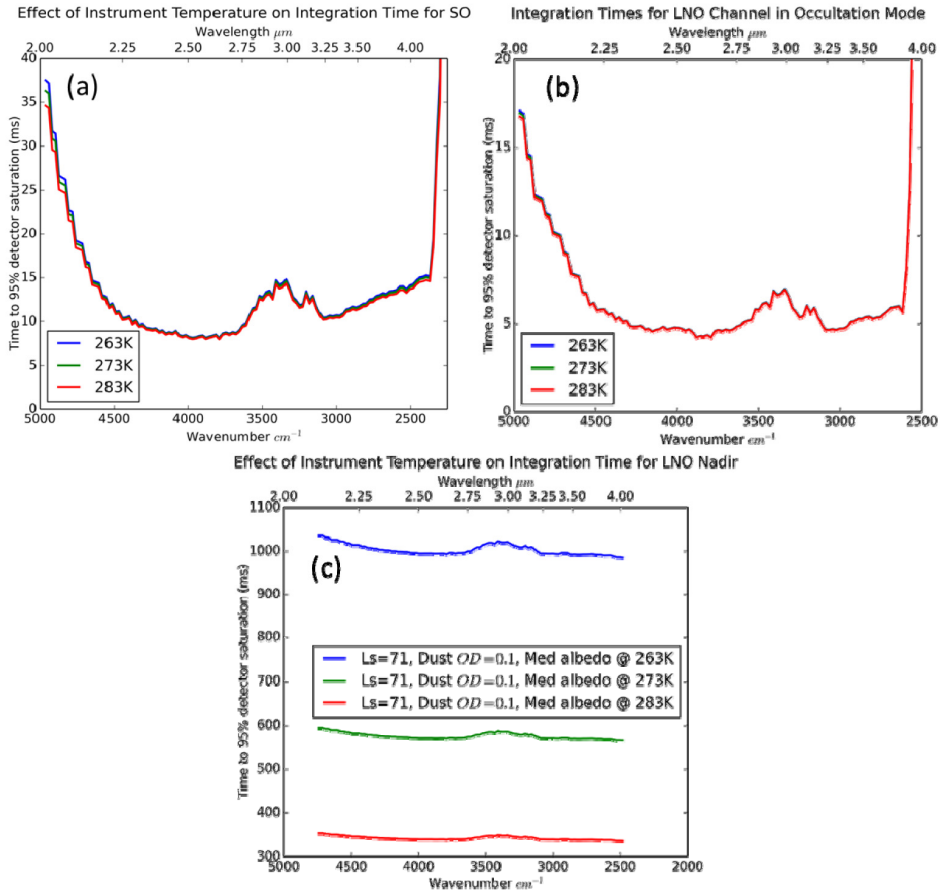 Effect of Instrument Temperature on Integration Time for SO
Wavelength μm
2.00 2.25 2.50 2.75 3.00 3.25 3.50 4.00
40
35
30
25
20
15
10
5
0
Time to 95% detector saturation (ms)
(a)
263K
273K
283K
5000 4500 4000 3500 3000 2500
Wavenumber cm⁻¹
Integration Times for LNO Channel in Occultation Mode
Wavelength μm
2.00 2.25 2.50 2.75 3.00 3.25 3.50 4.00
20
15
10
5
0
Time to 95% detector saturation (ms)
(b)
263K
273K
283K
5000 4500 4000 3500 3000 2500
Wavenumber cm⁻¹
Effect of Instrument Temperature on Integration Time for LNO Nadir
Wavelength μm
2.00 2.25 2.50 2.75 3.00 3.25 3.50 4.00
1100
1000
900
800
700
600
500
400
300
Time to 95% detector saturation (ms)
(c)
Ls=71, Dust OD=0.1, Med albedo @ 263K
Ls=71, Dust OD=0.1, Med albedo @ 273K
Ls=71, Dust OD=0.1, Med albedo @ 283K
5000 4500 4000 3500 3000 2500 2000
Wavenumber cm⁻¹